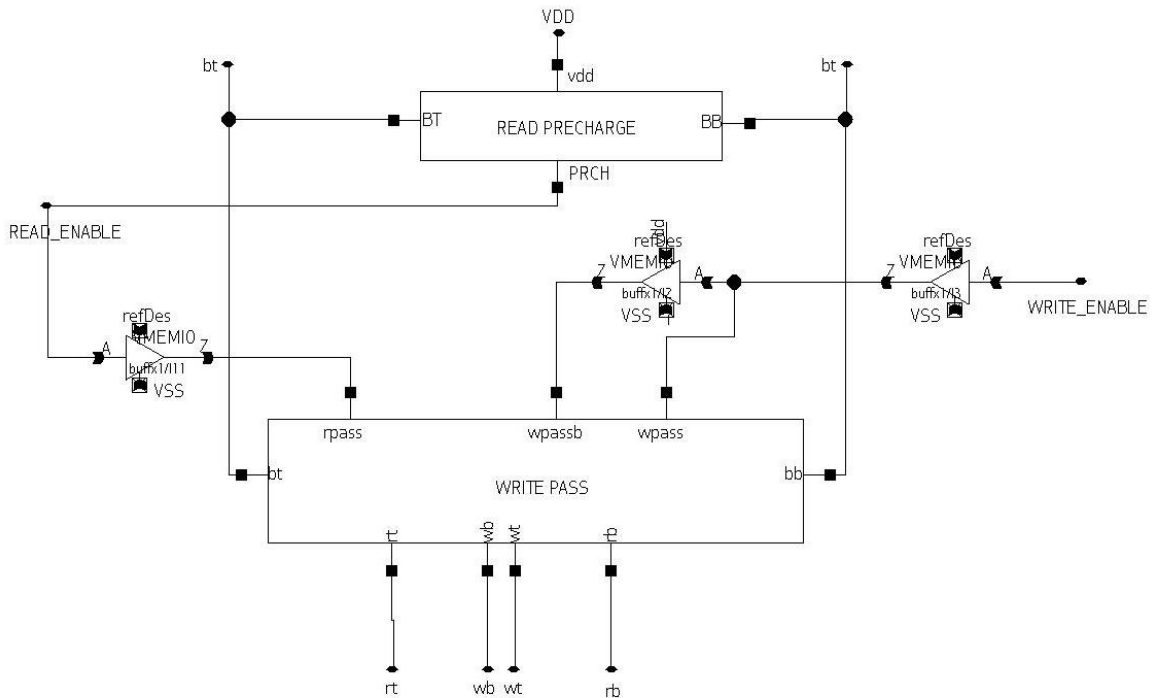 VDD
bt
bt
vdd
BT
READ PRECHARGE
BB
PRCH
READ_ENABLE
refDes
VMEMIO
Z
A
buffx1/I2
VSS
refDes
Z
A
buffx1/I3
VSS
WRITE_ENABLE
refDes
VMEMIO
A
Z
buffx1/I11
VSS
rpass
wpassb
wpass
bt
WRITE PASS
bb
rt
wb
wt
rb
rt
wb
wt
rb